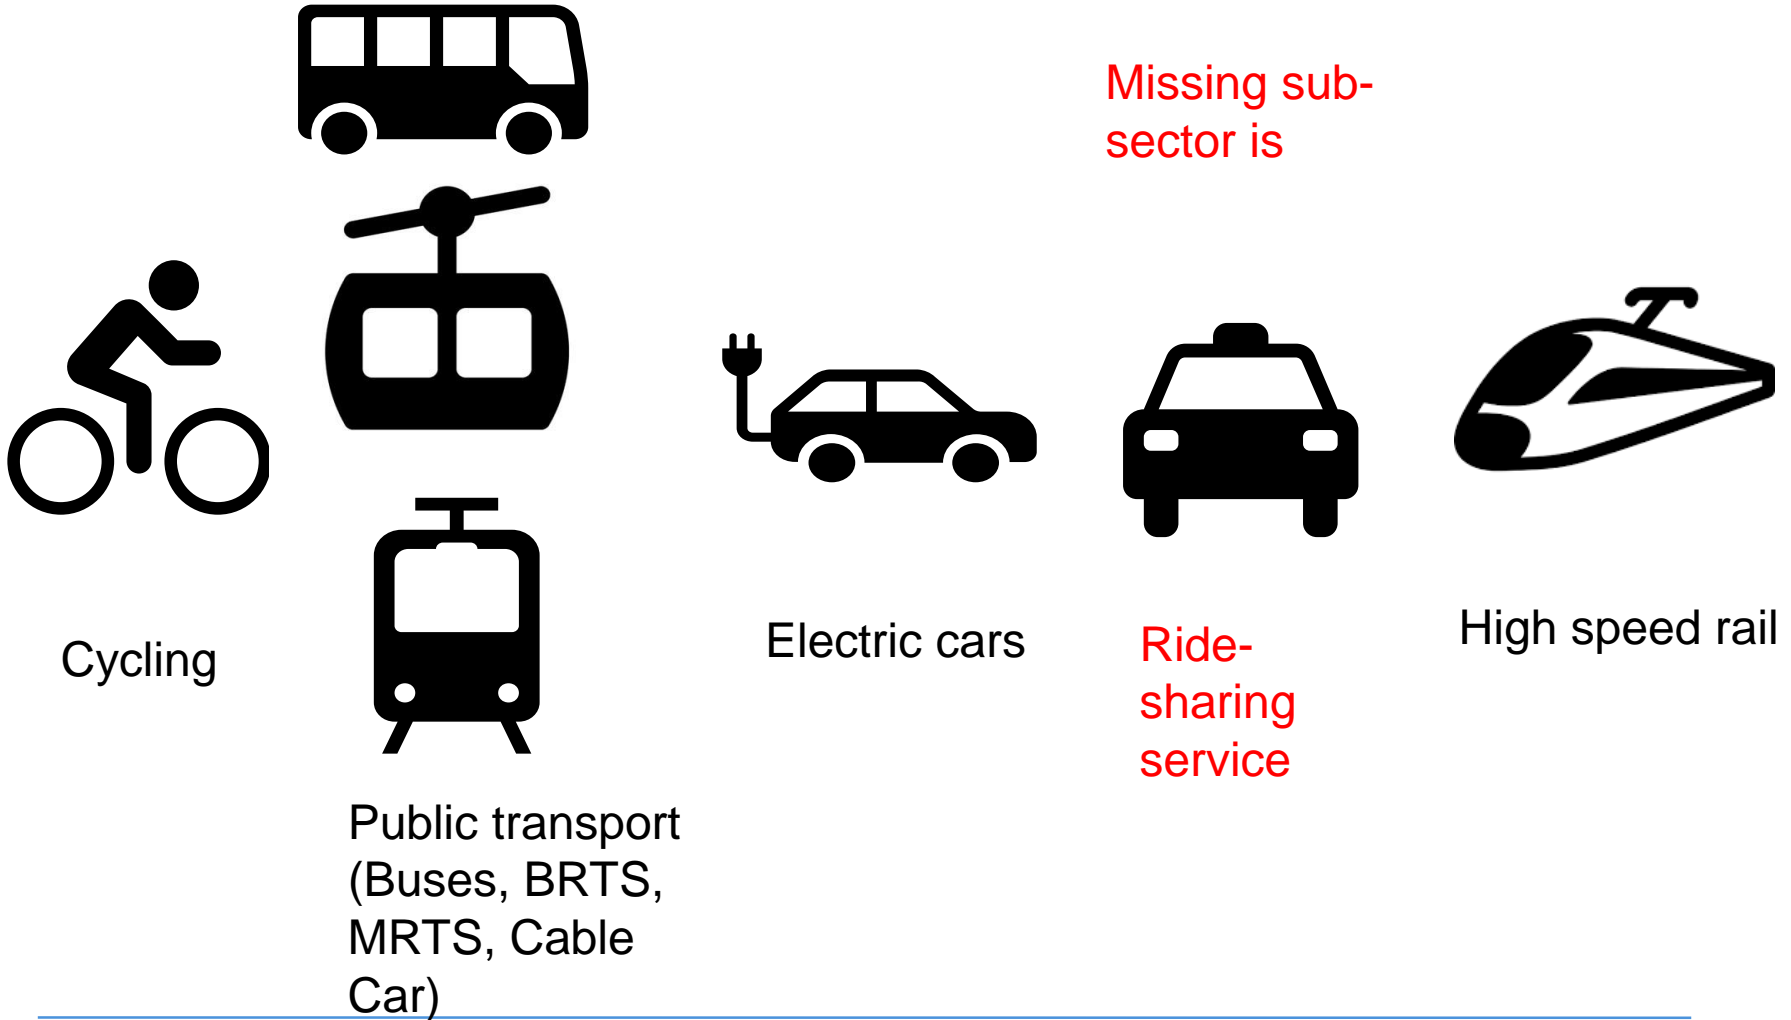 Missing sub-
sector is
Cycling
Public transport
(Buses, BRTS,
MRTS, Cable
Car)
Electric cars
Ride-
sharing
service
High speed rail